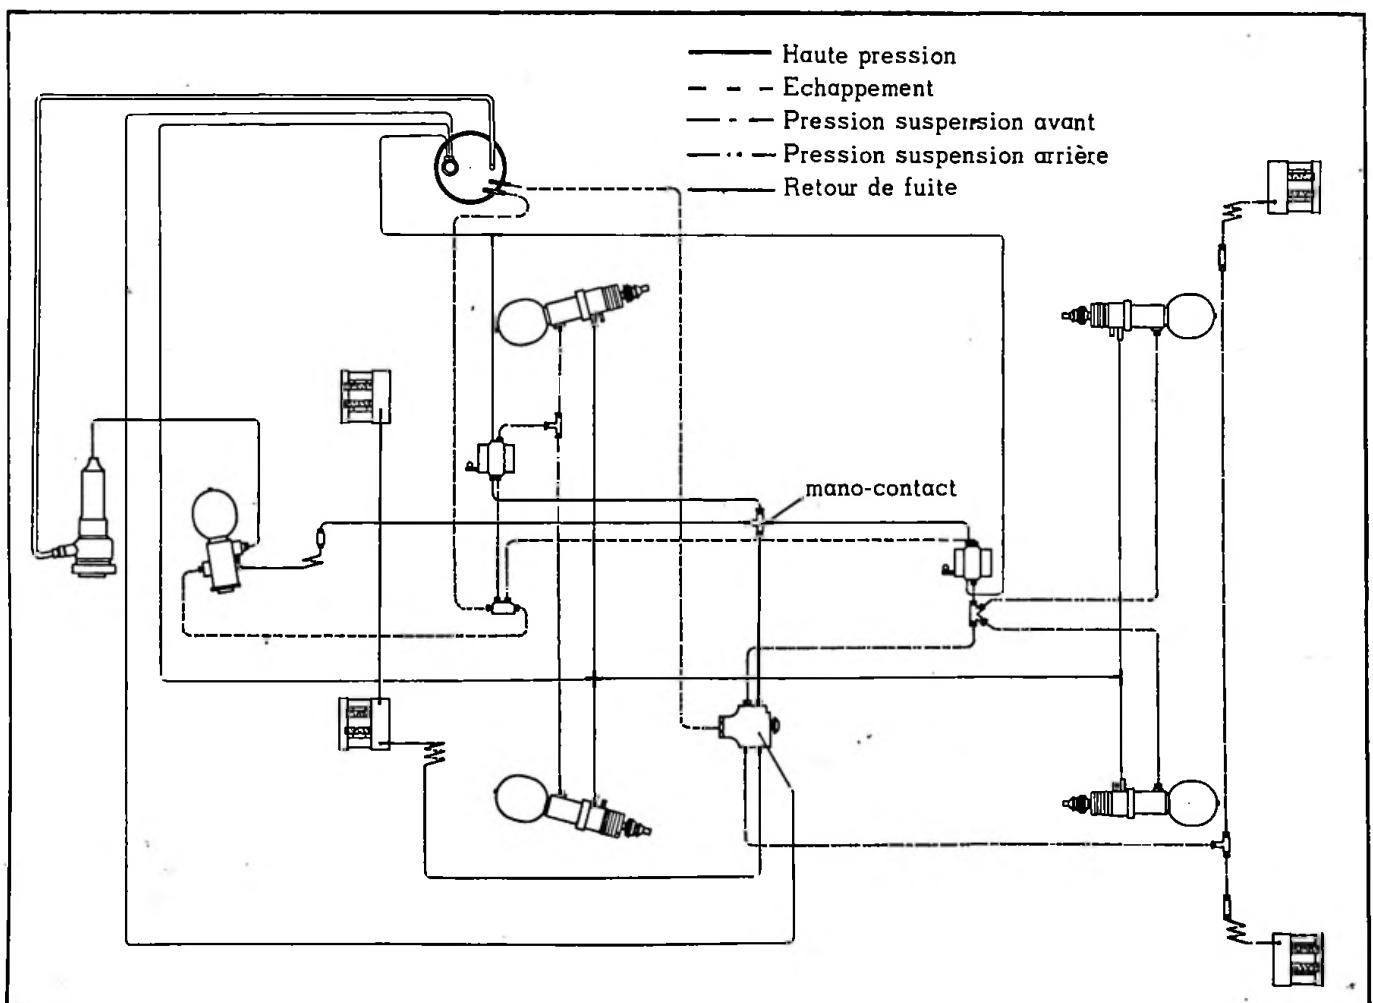 Haute pression
Echappement
Pression suspension avant
Pression suspension arrière
Retour de fuite
mano-contact